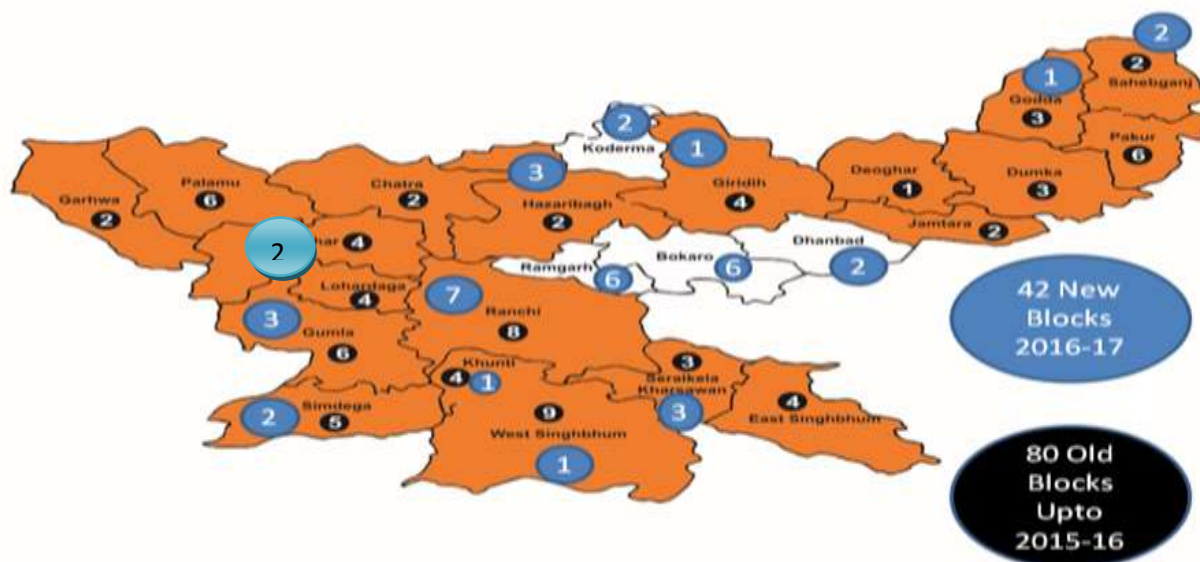 2
1
2
Sahebganj
Godda
3
2
Pakur
6
Koderma
1
3
Palamu
Chatra
Giridih
Deoghar
Dumka
Garhwa
6
2
Hazaribagh
4
1
3
2
2
Jamtara
2
2
har
4
Dhanbad
Ramgarh
Bokaro
6
6
2
Lohardaga
4
7
Ranchi
8
3
Gumla
6
42 New
Blocks
2016-17
Khunti
4
1
3
Seraikela
Kharsawan
3
4
East Singhbhum
2
Simdega
5
9
West Singhbhum
1
80 Old
Blocks
Upto
2015-16